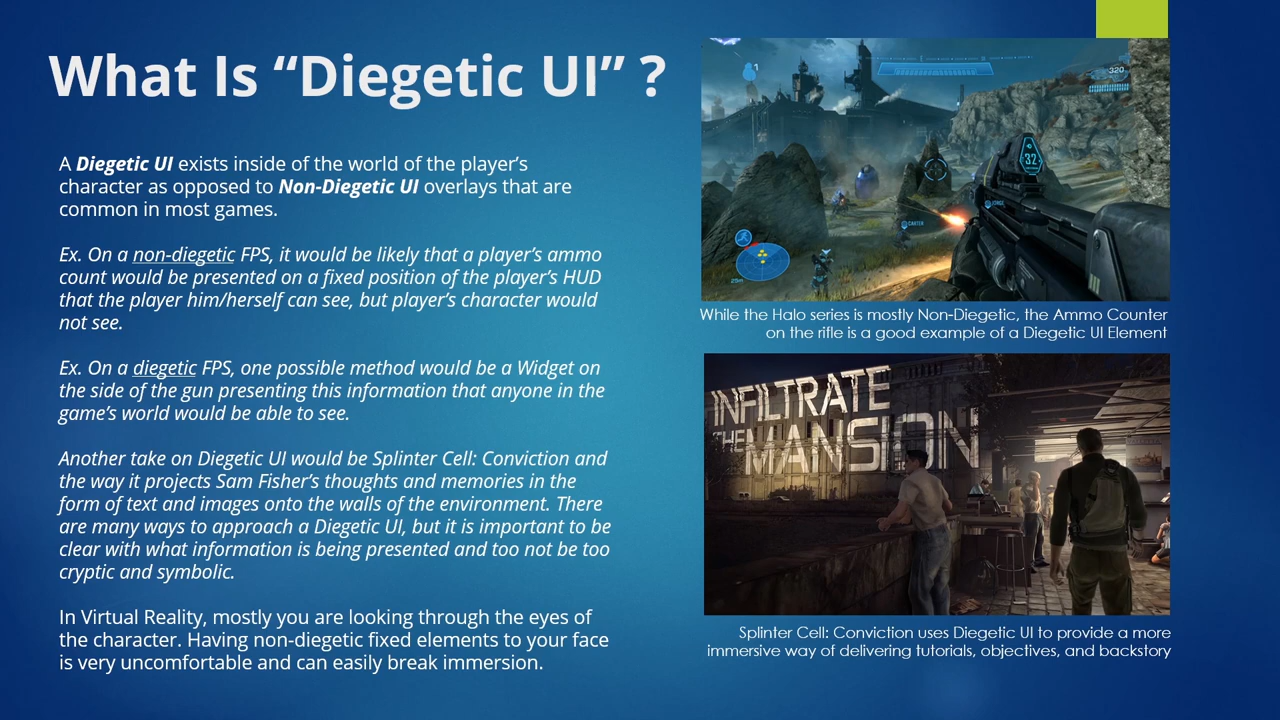 What Is “Diegetic UI” ?
A Diegetic UI exists inside of the world of the player’s
character as opposed to Non-Diegetic UI overlays that are
common in most games.
Ex. On a non-diegetic FPS, it would be likely that a player’s ammo
count would be presented on a fixed position of the player’s HUD
that the player him/herself can see, but player’s character would
not see.
Ex. On a diegetic FPS, one possible method would be a Widget on
the side of the gun presenting this information that anyone in the
game’s world would be able to see.
Another take on Diegetic UI would be Splinter Cell: Conviction and
the way it projects Sam Fisher’s thoughts and memories in the
form of text and images onto the walls of the environment. There
are many ways to approach a Diegetic UI, but it is important to be
clear with what information is being presented and too not be too
cryptic and symbolic.
In Virtual Reality, mostly you are looking through the eyes of
the character. Having non-diegetic fixed elements to your face
is very uncomfortable and can easily break immersion.
1
320
32
JORGE
CARTER
25m
While the Halo series is mostly Non-Diegetic, the Ammo Counter
on the rifle is a good example of a Diegetic UI Element
INFILTRATE
THE MANSION
Splinter Cell: Conviction uses Diegetic UI to provide a more
immersive way of delivering tutorials, objectives, and backstory